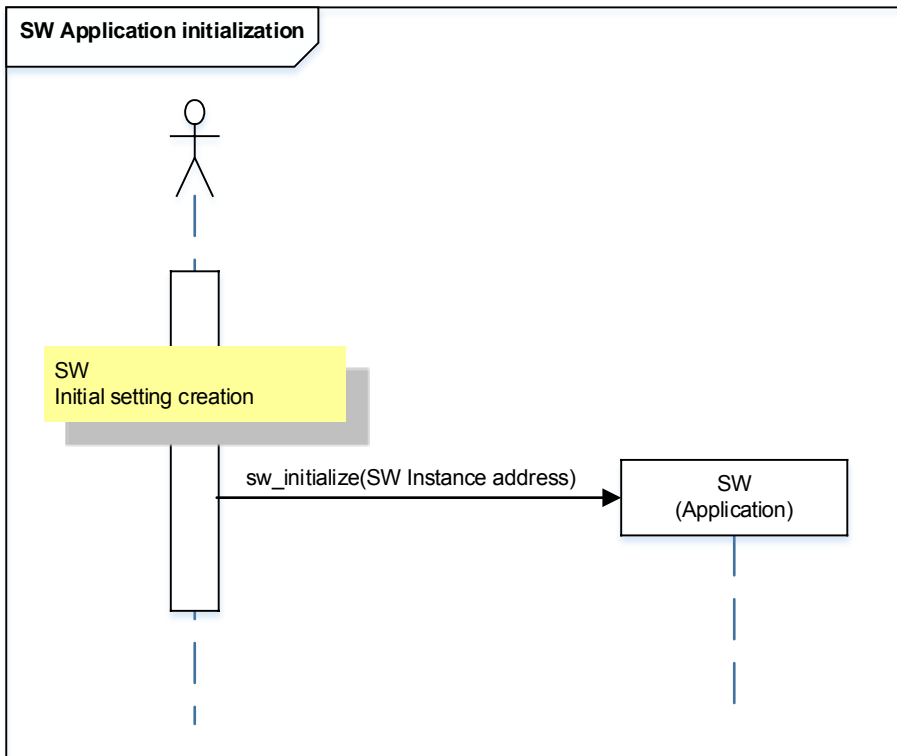 SW Application initialization
SW
Initial setting creation
sw_initialize(SW Instance address)
SW
(Application)